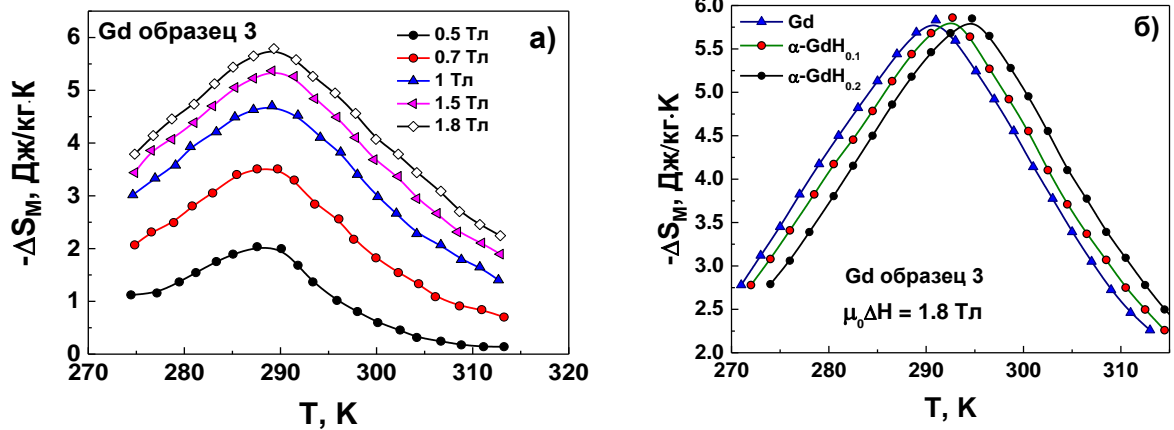 Gd образец 3
а)
0.5 Тл
0.7 Тл
1 Тл
1.5 Тл
1.8 Тл
-ΔS_M, Дж/кг·К
6
5
4
3
2
1
0
270 280 290 300 310 320
T, K
б)
Gd
α-GdH_0.1
α-GdH_0.2
-ΔS_M, Дж/кг·К
6.0
5.5
5.0
4.5
4.0
3.5
3.0
2.5
2.0
Gd образец 3
μ_0ΔH = 1.8 Тл
270 280 290 300 310
T, K